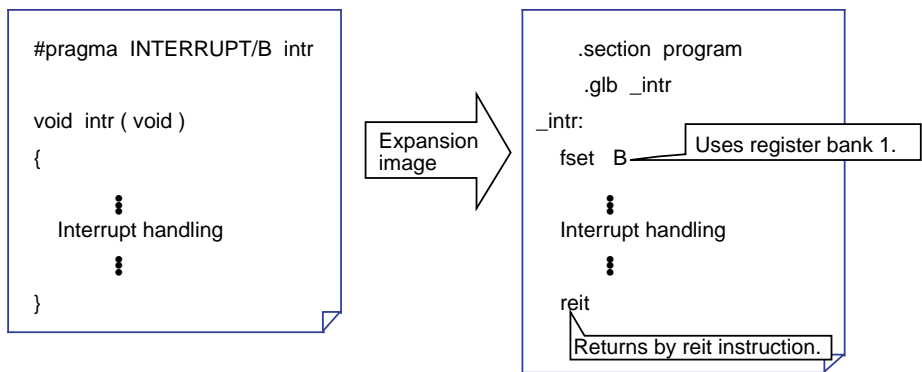 #pragma INTERRUPT/B intr
void intr ( void )
{
Interrupt handling
}
Expansion
image
.section program
.glb _intr
_intr:
fset B
Uses register bank 1.
Interrupt handling
reit
Returns by reit instruction.